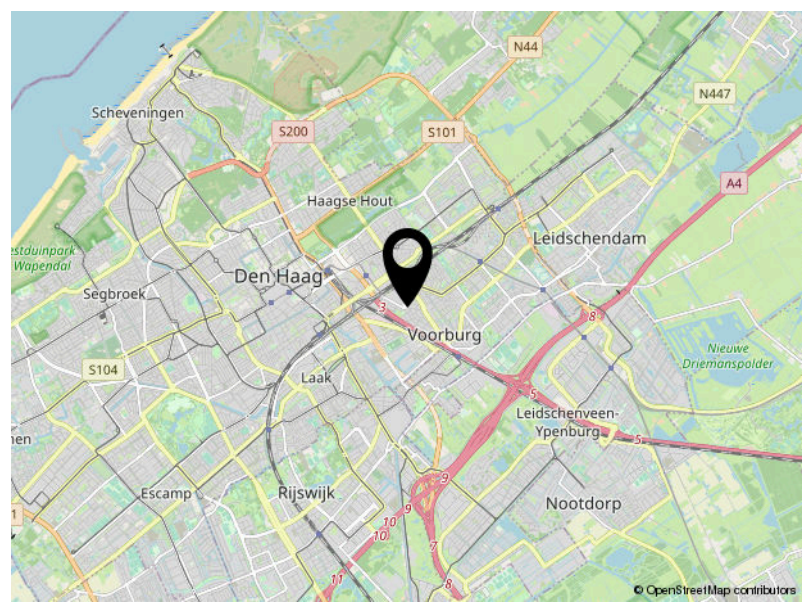 N44
N447
Scheveningen
S200
S101
A4
Haagse Hout
Leidschendam
estduinpark
Wapendal
Den Haag
Segbroek
3
8
Voorburg
Nieuwe
Driemanspolder
S104
Laak
5
Leidschenveen-
Ypenburg
5
nen
9
Escamp
Rijswijk
9
Nootdorp
1
10
10
7
11
8
© OpenStreetMap contributors